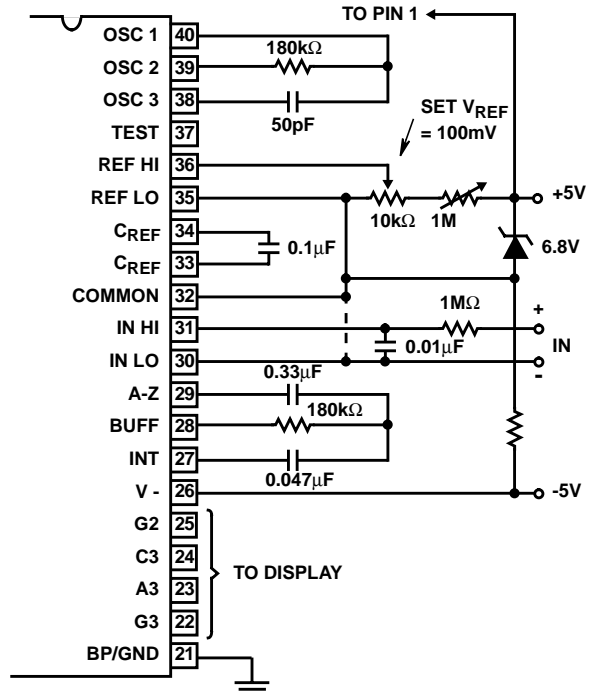 TO PIN 1
OSC 1 40
180kΩ
OSC 2 39
OSC 3 38
50pF
SET VREF
= 100mV
TEST 37
REF HI 36
REF LO 35
+5V
10kΩ 1M
CREF 34
0.1µF
6.8V
CREF 33
COMMON 32
1MΩ
+
IN HI 31
IN
0.01µF
IN LO 30
-
0.33µF
A-Z 29
180kΩ
BUFF 28
INT 27
0.047µF
V - 26
-5V
G2 25
C3 24
TO DISPLAY
A3 23
G3 22
BP/GND 21